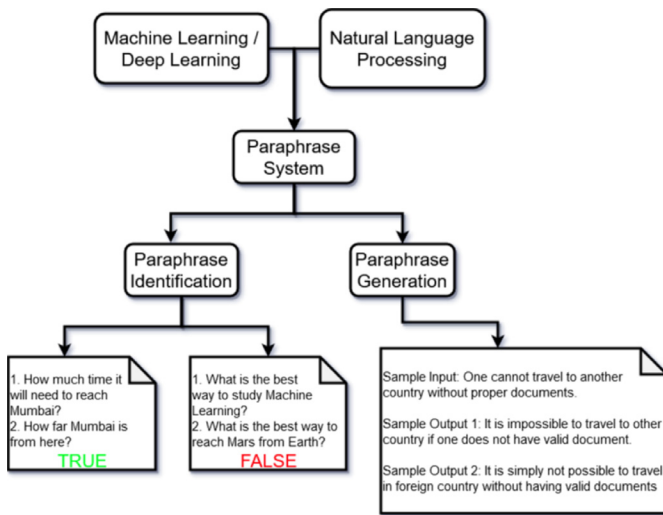 Machine Learning /
Deep Learning
Natural Language
Processing
Paraphrase
System
Paraphrase
Identification
Paraphrase
Generation
1. How much time it
will need to reach
Mumbai?
2. How far Mumbai is
from here?
TRUE
1. What is the best
way to study Machine
Learning?
2. What is the best way to
reach Mars from Earth?
FALSE
Sample Input: One cannot travel to another
country without proper documents.
Sample Output 1: It is impossible to travel to other
country if one does not have valid document.
Sample Output 2: It is simply not possible to travel
in foreign country without having valid documents